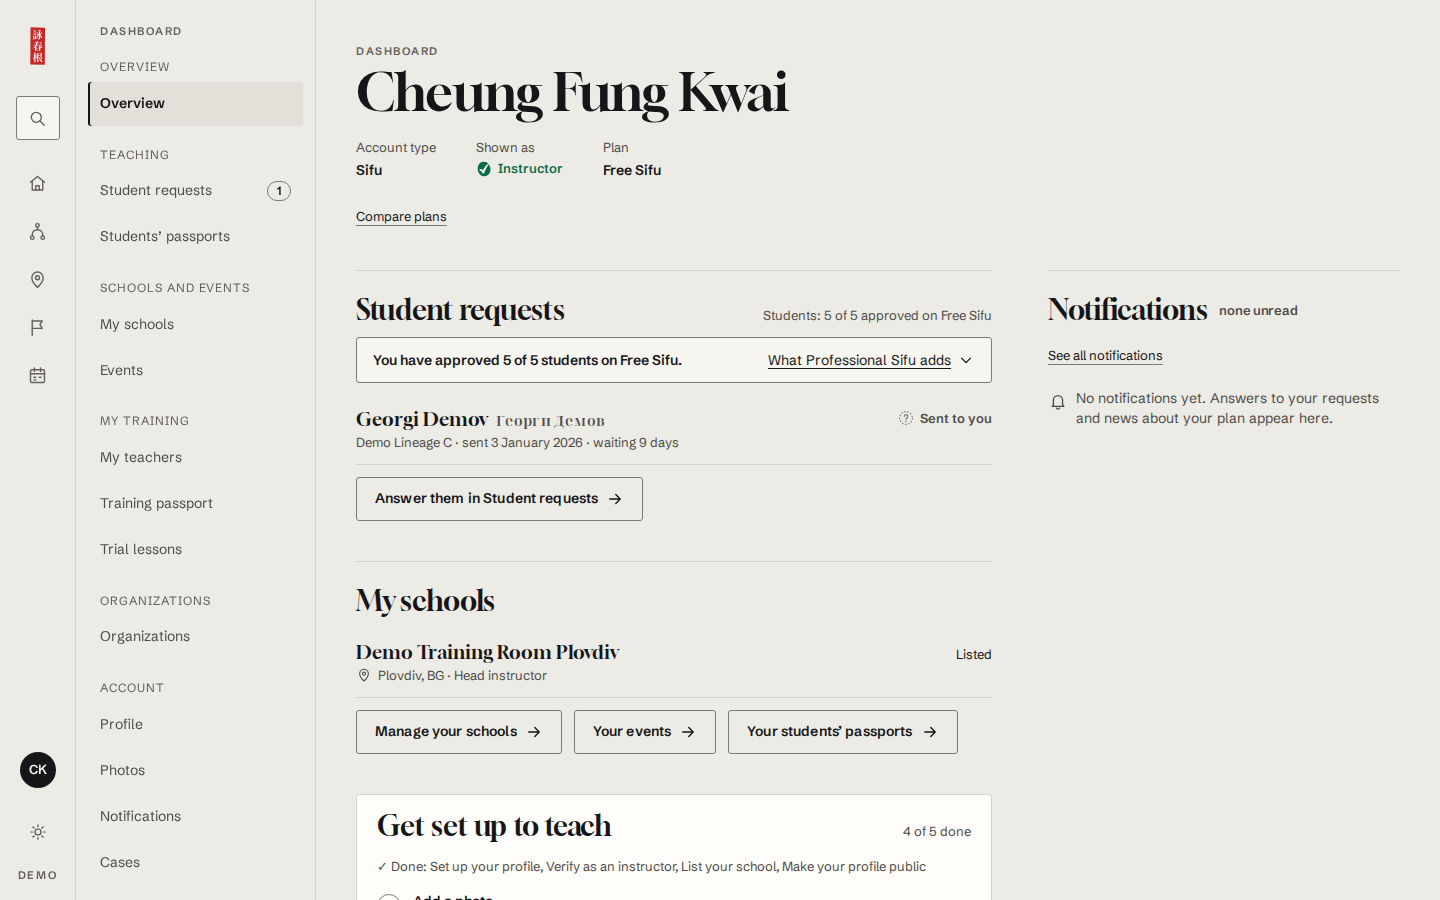 詠春根
DASHBOARD
OVERVIEW
Overview
TEACHING
Student requests 1
Students’ passports
SCHOOLS AND EVENTS
My schools
Events
MY TRAINING
My teachers
Training passport
Trial lessons
ORGANIZATIONS
Organizations
ACCOUNT
Profile
Photos
Notifications
Cases
CK
DEMO
DASHBOARD
Cheung Fung Kwai
Account type Shown as Plan
Sifu Instructor Free Sifu
Compare plans
Student requests Students: 5 of 5 approved on Free Sifu
You have approved 5 of 5 students on Free Sifu. What Professional Sifu adds
Georgi Demov Георги Демов Sent to you
Demo Lineage C · sent 3 January 2026 · waiting 9 days
Answer them in Student requests →
My schools
Demo Training Room Plovdiv Listed
Plovdiv, BG · Head instructor
Manage your schools → Your events → Your students’ passports →
Get set up to teach 4 of 5 done
✓ Done: Set up your profile, Verify as an instructor, List your school, Make your profile public
Add a photo
Notifications none unread
See all notifications
No notifications yet. Answers to your requests
and news about your plan appear here.